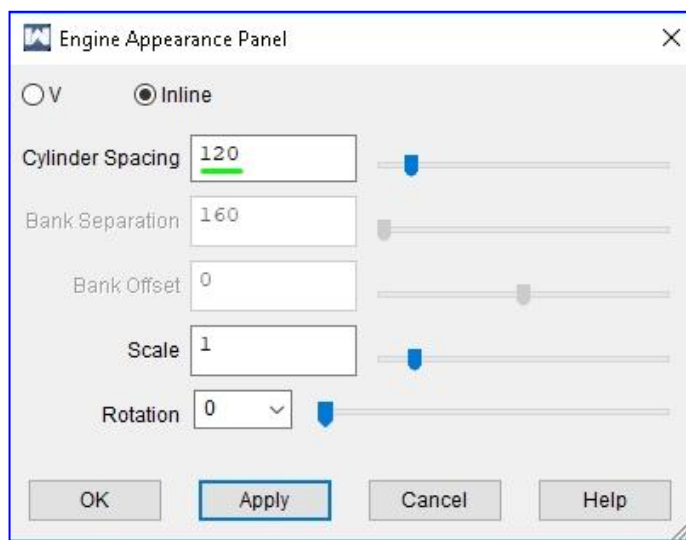 Engine Appearance Panel
V Inline
Cylinder Spacing 120
Bank Separation 160
Bank Offset 0
Scale 1
Rotation 0
OK Apply Cancel Help